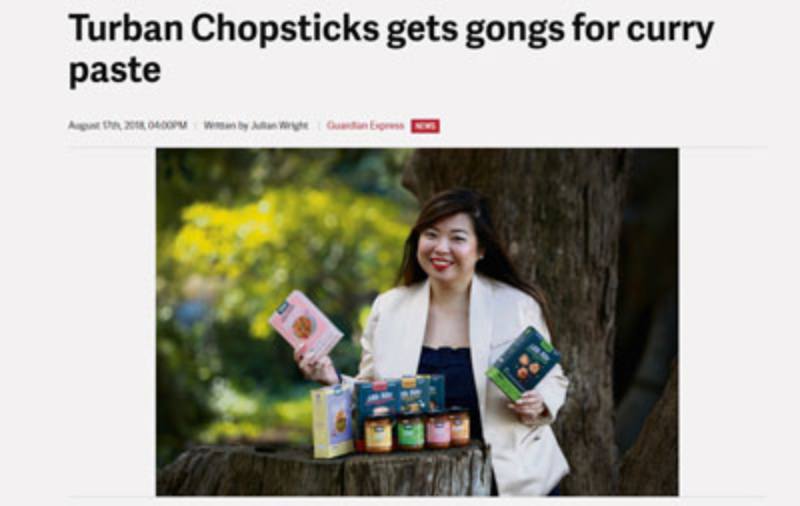 Turban Chopsticks gets gongs for curry
paste
August 17th, 2018, 04:00PM | Written by Julian Wright | Guardian Express NEWS